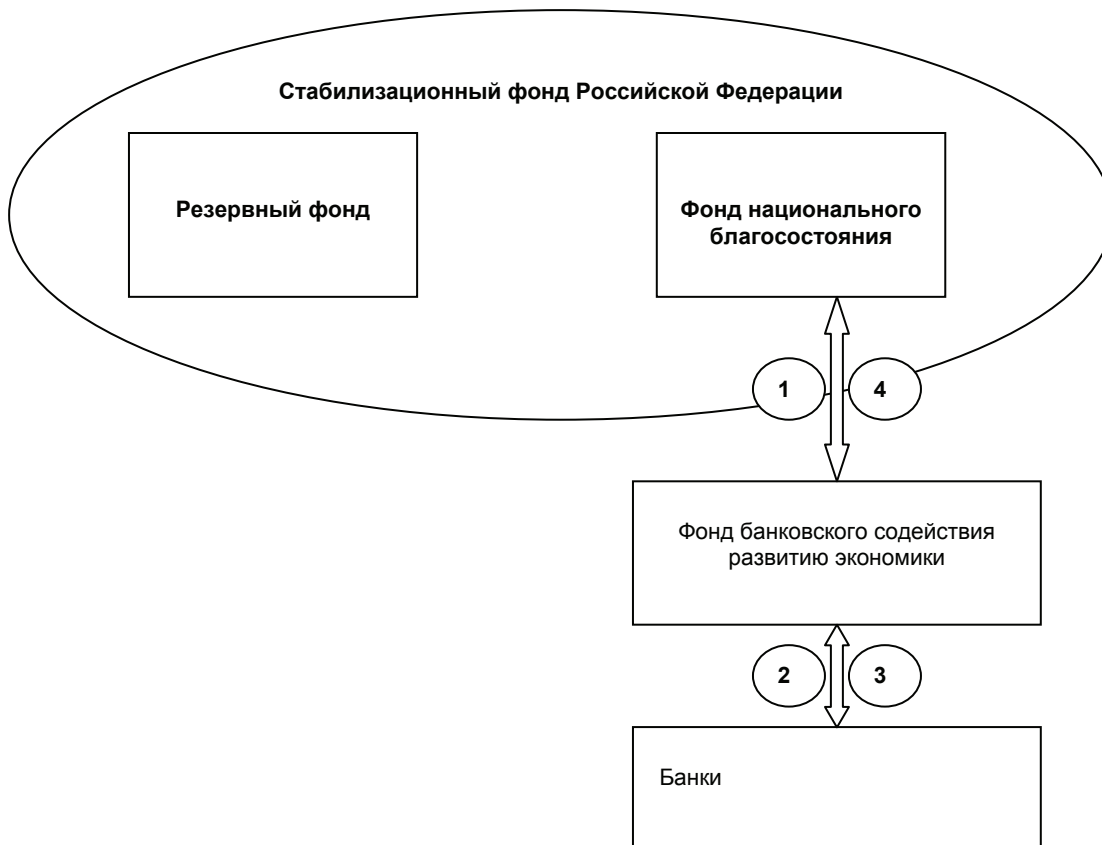 Стабилизационный фонд Российской Федерации
Резервный фонд
Фонд национального
благосостояния
1
4
Фонд банковского содействия
развитию экономики
2
3
Банки